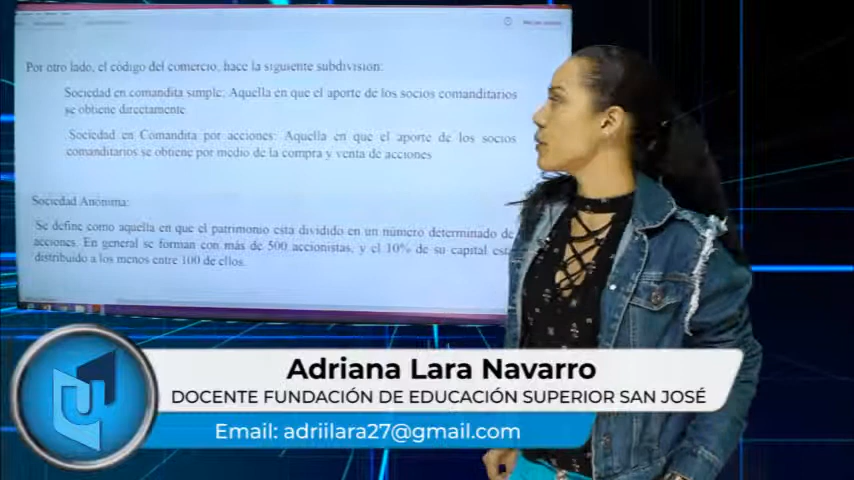 Por otro lado, el código del comercio, hace la siguiente subdivisión:
Sociedad en comandita simple: Aquella en que el aporte de los socios comanditarios
se obtiene directamente
Sociedad en Comandita por acciones: Aquella en que el aporte de los socios
comanditarios se obtiene por medio de la compra y venta de acciones
Sociedad Anónima:
Se define como aquella en que el patrimonio esta dividido en un número determinado de
acciones. En general se forman con más de 500 accionistas, y el 10% de su capital está
distribuido a los menos entre 100 de ellos.
Adriana Lara Navarro
DOCENTE FUNDACIÓN DE EDUCACIÓN SUPERIOR SAN JOSÉ
Email: adriilara27@gmail.com